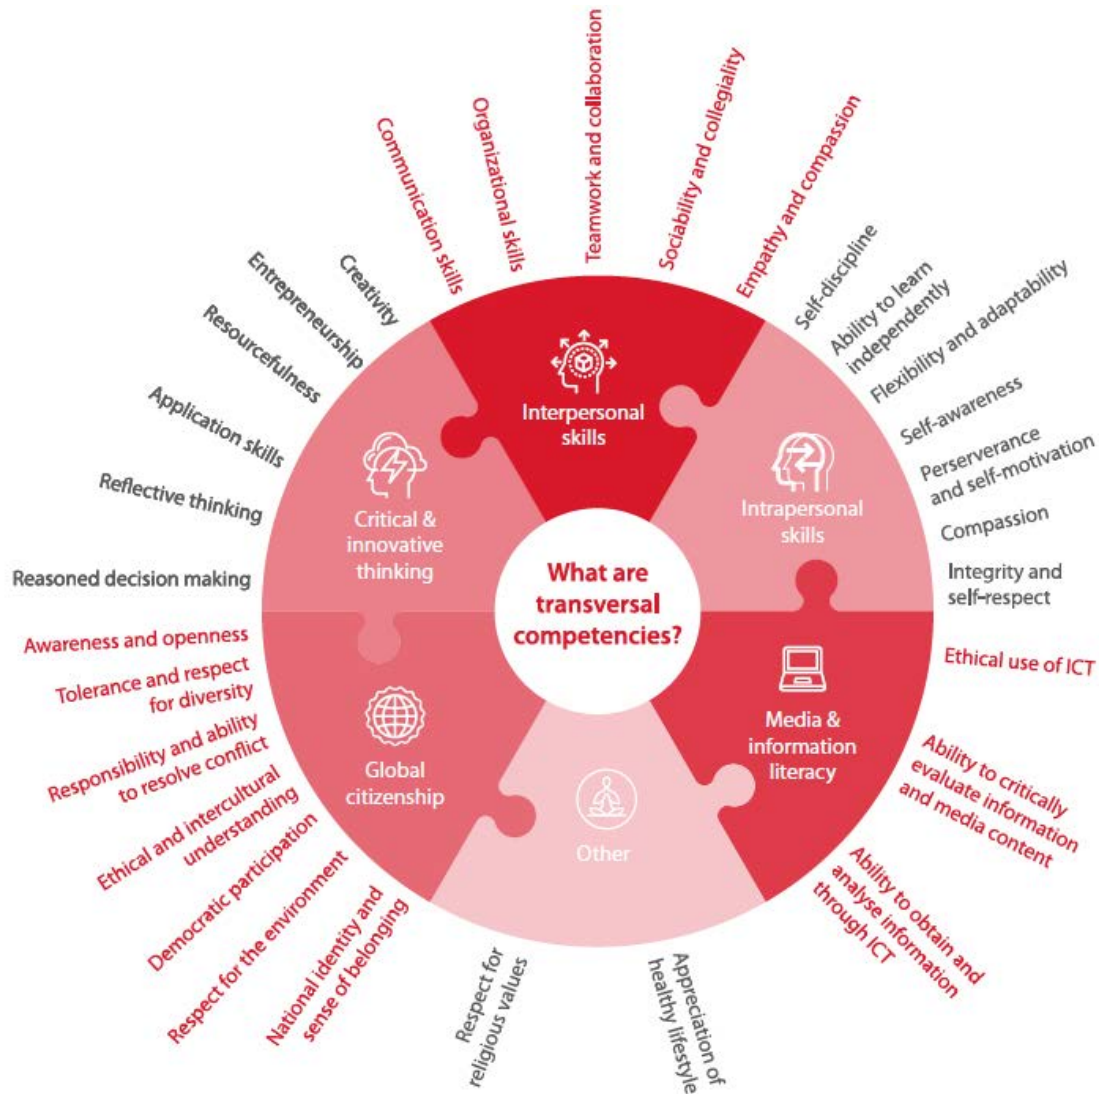 What are
transversal
competencies?
Interpersonal
skills
Communication skills
Organizational skills
Teamwork and collaboration
Sociability and collegiality
Empathy and compassion
Intrapersonal
skills
Self-discipline
Ability to learn
independently
Flexibility and adaptability
Self-awareness
Perserverance
and self-motivation
Compassion
Integrity and
self-respect
Media &
information
literacy
Ethical use of ICT
Ability to critically
evaluate information
and media content
Ability to obtain and
analyse information
through ICT
Other
Appreciation of
healthy lifestyle
Respect for
religious values
Global
citizenship
National identity and
sense of belonging
Respect for the environment
Democratic participation
Ethical and intercultural
understanding
Responsibility and ability
to resolve conflict
Tolerance and respect
for diversity
Awareness and openness
Critical &
innovative
thinking
Reasoned decision making
Reflective thinking
Application skills
Resourcefulness
Entrepreneurship
Creativity